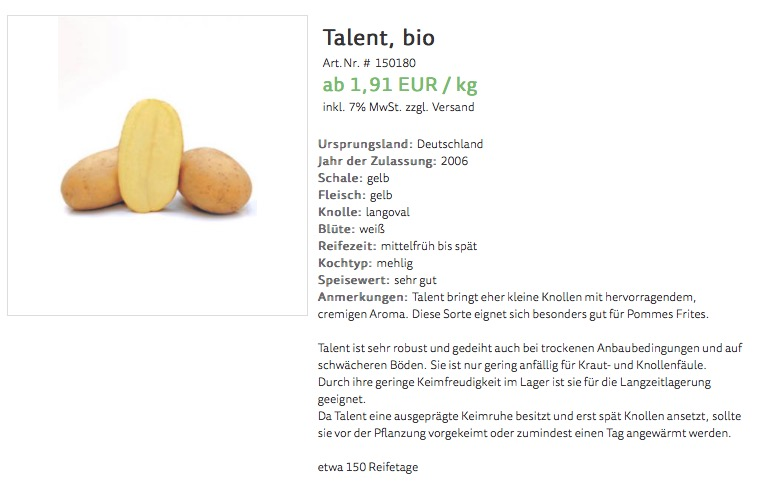 Talent, bio
Art.Nr. # 150180
ab 1,91 EUR / kg
inkl. 7% MwSt. zzgl. Versand
Ursprungsland: Deutschland
Jahr der Zulassung: 2006
Schale: gelb
Fleisch: gelb
Knolle: langoval
Blüte: weiß
Reifezeit: mittelfrüh bis spät
Kochtyp: mehlig
Speisewert: sehr gut
Anmerkungen: Talent bringt eher kleine Knollen mit hervorragendem,
cremigen Aroma. Diese Sorte eignet sich besonders gut für Pommes Frites.
Talent ist sehr robust und gedeiht auch bei trockenen Anbaubedingungen und auf
schwächeren Böden. Sie ist nur gering anfällig für Kraut- und Knollenfäule.
Durch ihre geringe Keimfreudigkeit im Lager ist sie für die Langzeitlagerung
geeignet.
Da Talent eine ausgeprägte Keimruhe besitzt und erst spät Knollen ansetzt, sollte
sie vor der Pflanzung vorgekeimt oder zumindest einen Tag angewärmt werden.
etwa 150 Reifetage